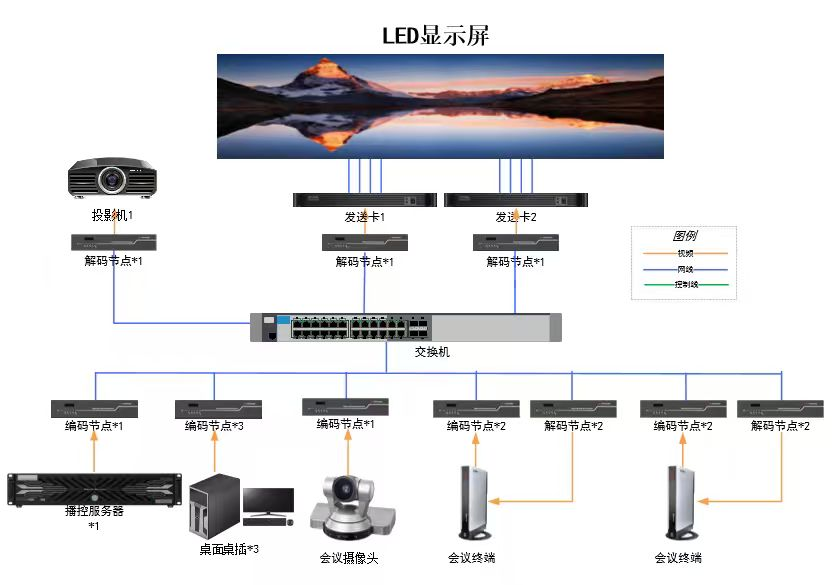 LED显示屏
投影机1
发送卡1
发送卡2
解码节点*1
解码节点*1
解码节点*1
图例
视频
网线
控制线
交换机
编码节点*1
编码节点*3
编码节点*1
编码节点*2
解码节点*2
编码节点*2
解码节点*2
播控服务器
*1
桌面桌插*3
会议摄像头
会议终端
会议终端